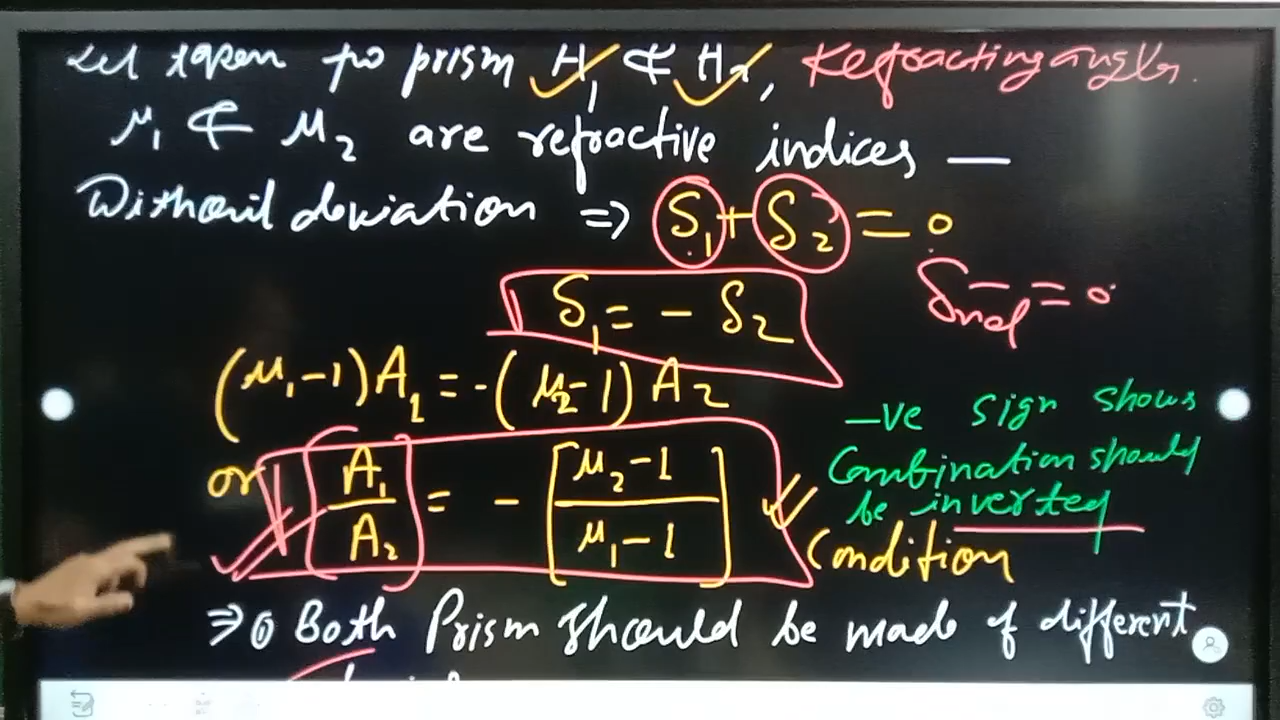 Let taken two prism A₁ & A₂, Refracting angles.
μ₁ & μ₂ are refractive indices —
Without deviation ⇒ δ₁ + δ₂ = 0
δnet = 0
δ₁ = - δ₂
(μ₁-1)A₁ = -(μ₂-1)A₂
-ve sign shows
Combination should
be inverted
or A₁/A₂ = - [μ₂-1/μ₁-1]
Condition
⇒ ① Both Prism should be made of different